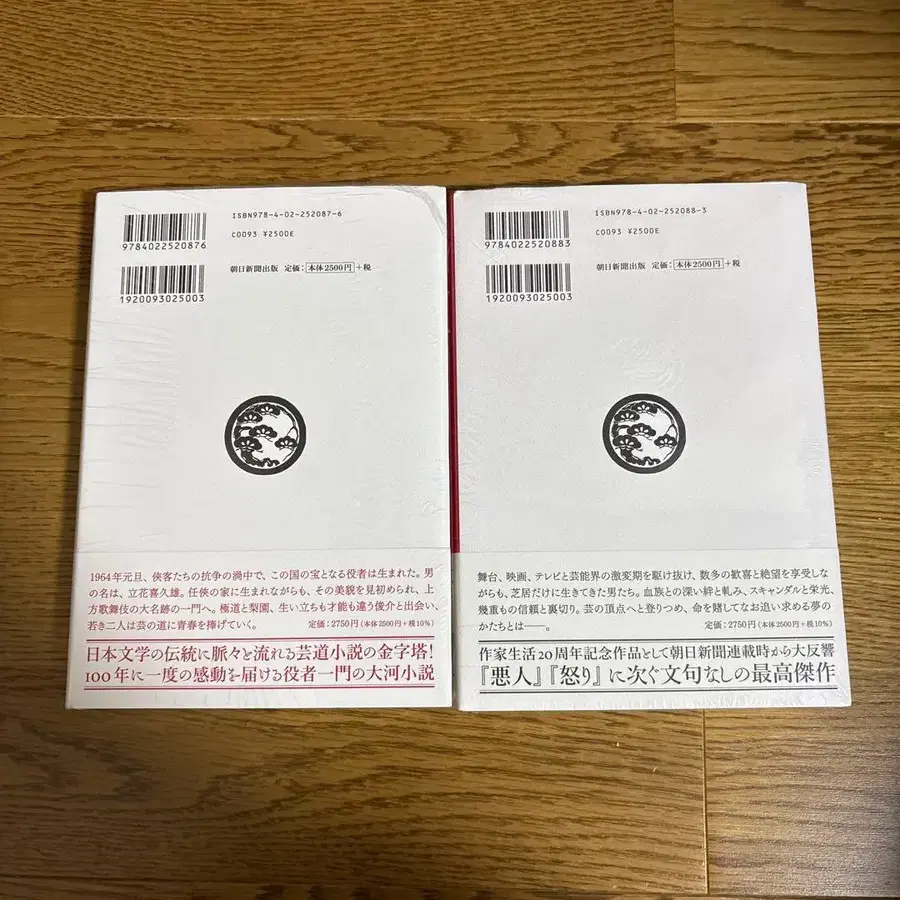 ISBN978-4-02-252087-6
9784022520876
C0093 ¥2500E
朝日新聞出版 定価：本体2500円＋税
1920093025003
1964年元旦、侠客たちの抗争の渦中で、この国の宝となる役者は生まれた。男
の名は、立花喜久雄。任侠の家に生まれながらも、その美貌を見初められ、上
方歌舞伎の大名跡の一門へ。極道と梨園、生い立ちも才能も違う俊介と出会い、
若き二人は芸の道に青春を捧げていく。
定価：2750円（本体2500円＋税10％）
日本文学の伝統に脈々と流れる芸道小説の金字塔！
100年に一度の感動を届ける役者一門の大河小説
ISBN978-4-02-252088-3
9784022520883
C0093 ¥2500E
朝日新聞出版 定価：本体2500円＋税
1920093025003
舞台、映画、テレビと芸能界の激変期を駆け抜け、数多の歓喜と絶望を享受しな
がらも、芝居だけに生きてきた男たち。血族との深い絆と軋み、スキャンダルと栄光、
幾重もの信頼と裏切り。芸の頂点へと登りつめ、命を賭してなお追い求める夢の
かたちとは――。
定価：2750円（本体2500円＋税10％）
作家生活20周年記念作品として朝日新聞連載時から大反響
『悪人』『怒り』に次ぐ文句なしの最高傑作